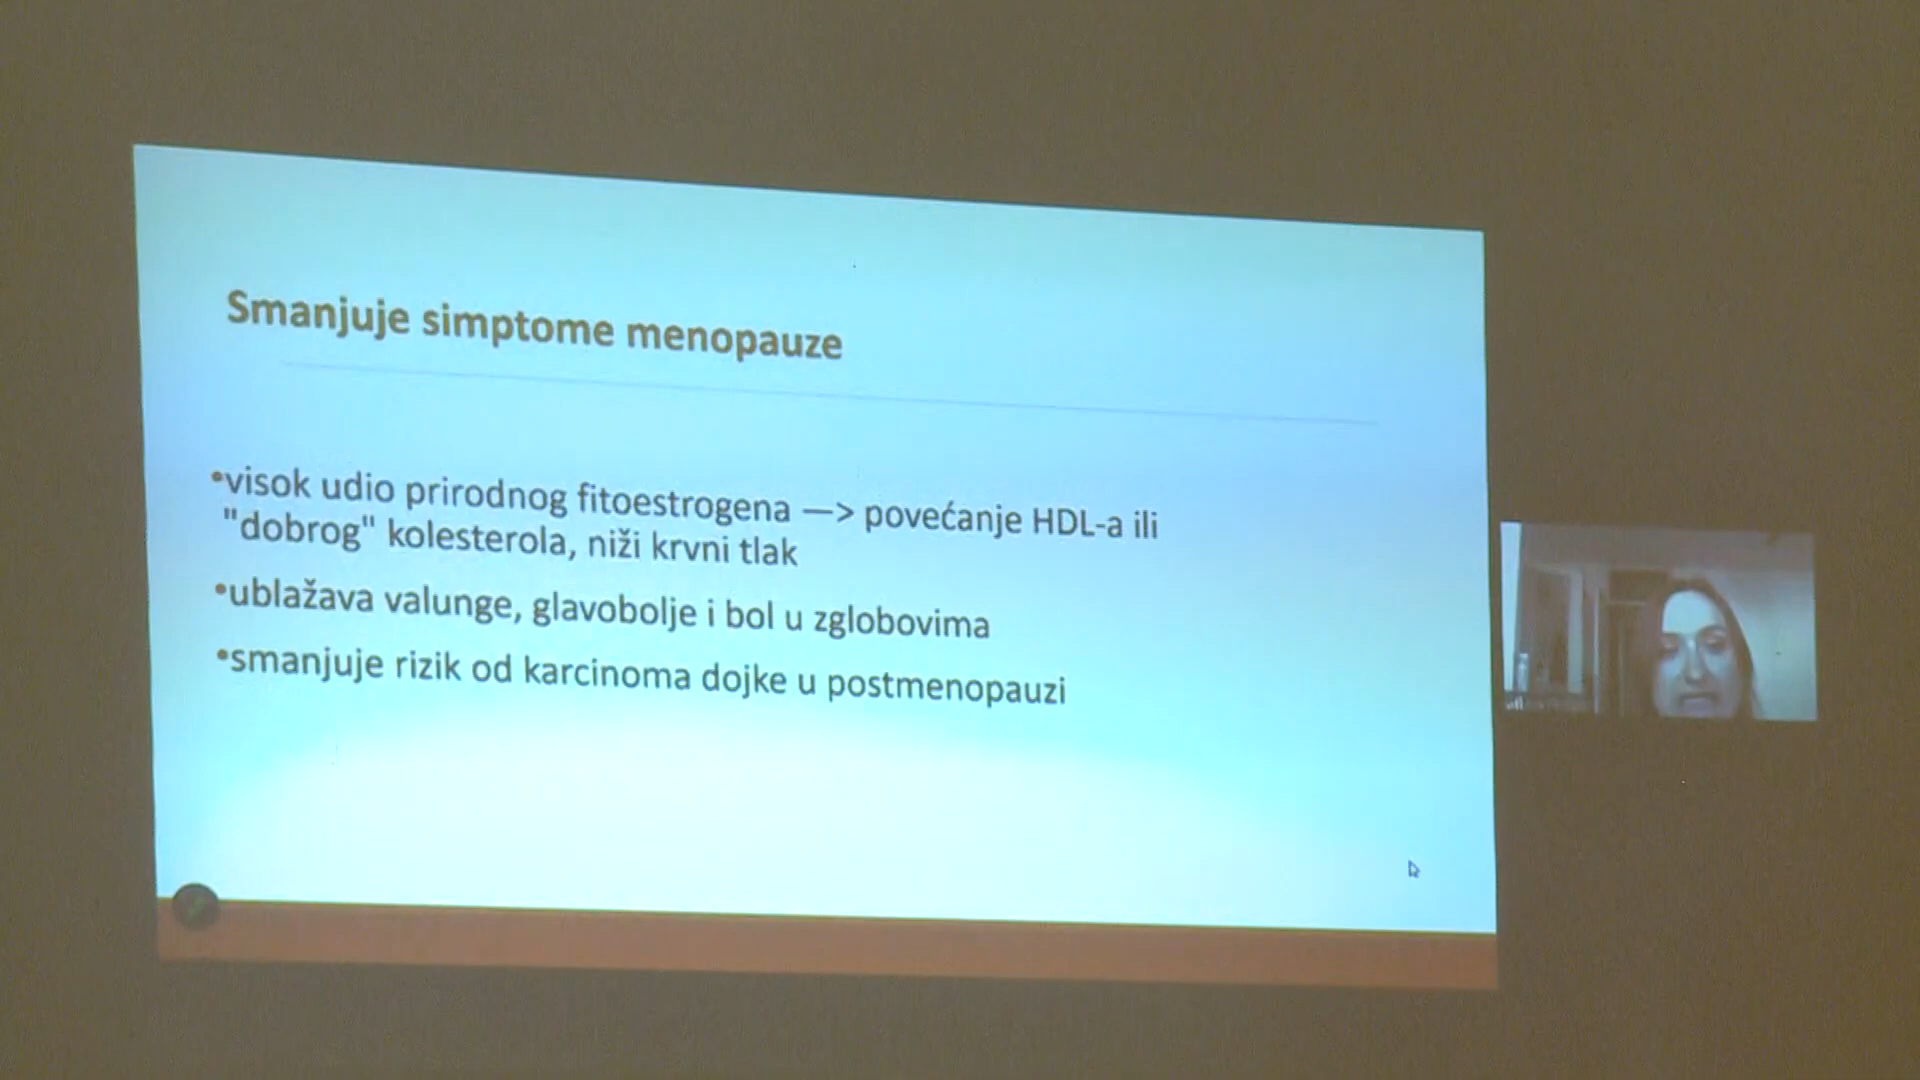 Smanjuje simptome menopauze
•visok udio prirodnog fitoestrogena —> povećanje HDL-a ili
"dobrog" kolesterola, niži krvni tlak
•ublažava valunge, glavobolje i bol u zglobovima
•smanjuje rizik od karcinoma dojke u postmenopauzi